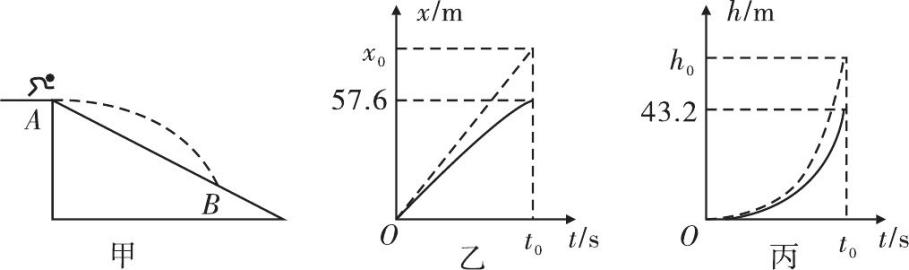 A
B
甲
x/m
x₀
57.6
O
t₀
t/s
乙
h/m
h₀
43.2
O
t₀
t/s
丙